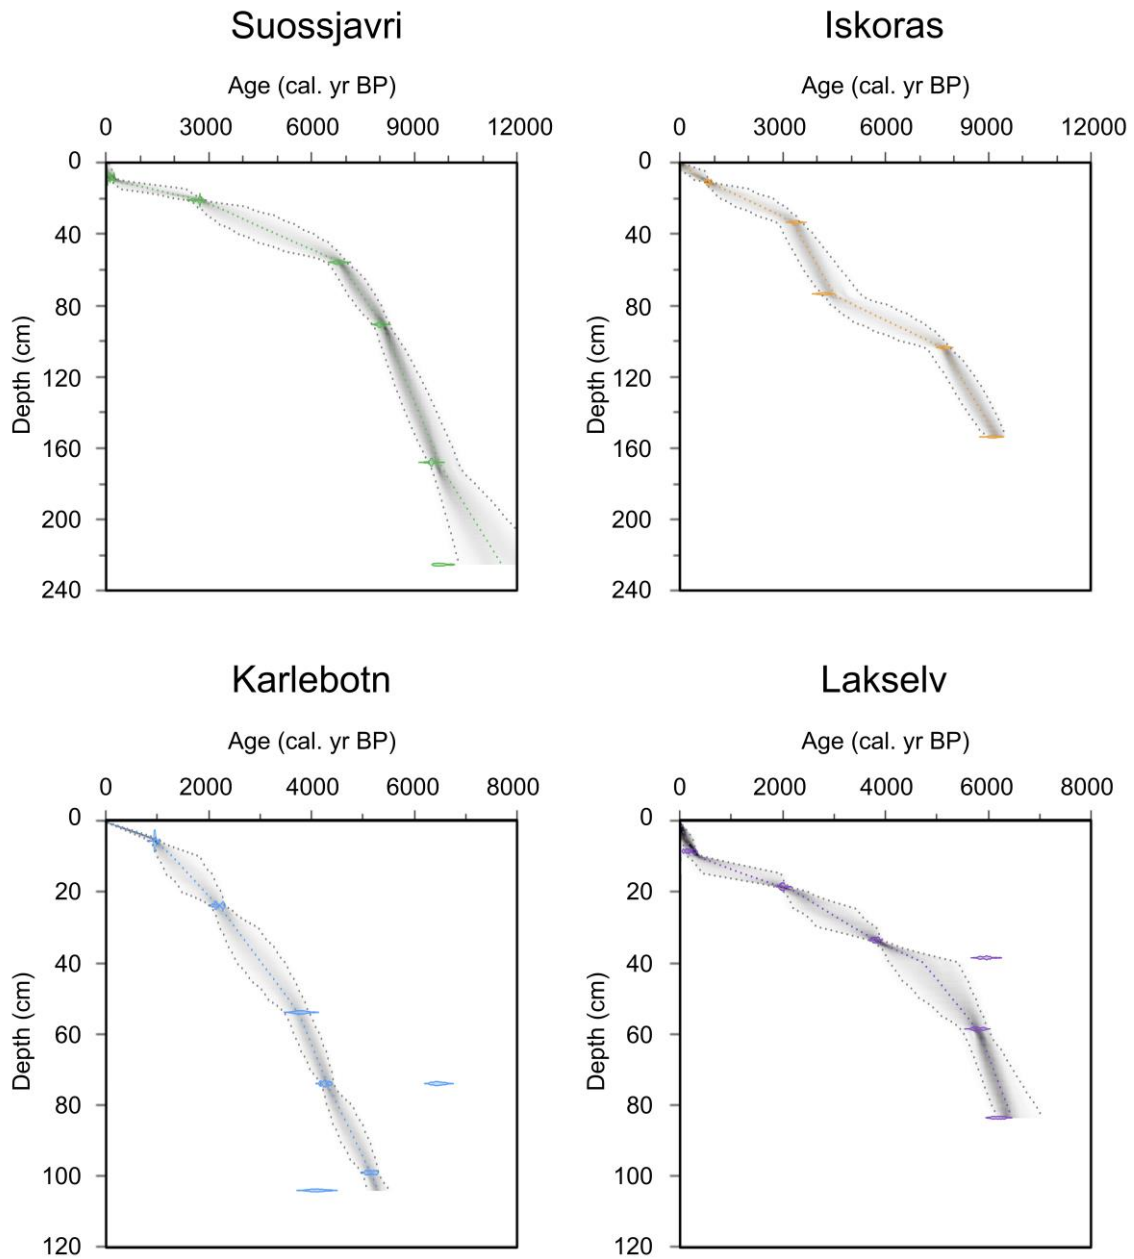 Suossjavri
Age (cal. yr BP)
0 3000 6000 9000 12000
Depth (cm)
0
40
80
120
160
200
240
Iskoras
Age (cal. yr BP)
0 3000 6000 9000 12000
Depth (cm)
0
40
80
120
160
200
240
Karlebotn
Age (cal. yr BP)
0 2000 4000 6000 8000
Depth (cm)
0
20
40
60
80
100
120
Lakselv
Age (cal. yr BP)
0 2000 4000 6000 8000
Depth (cm)
0
20
40
60
80
100
120